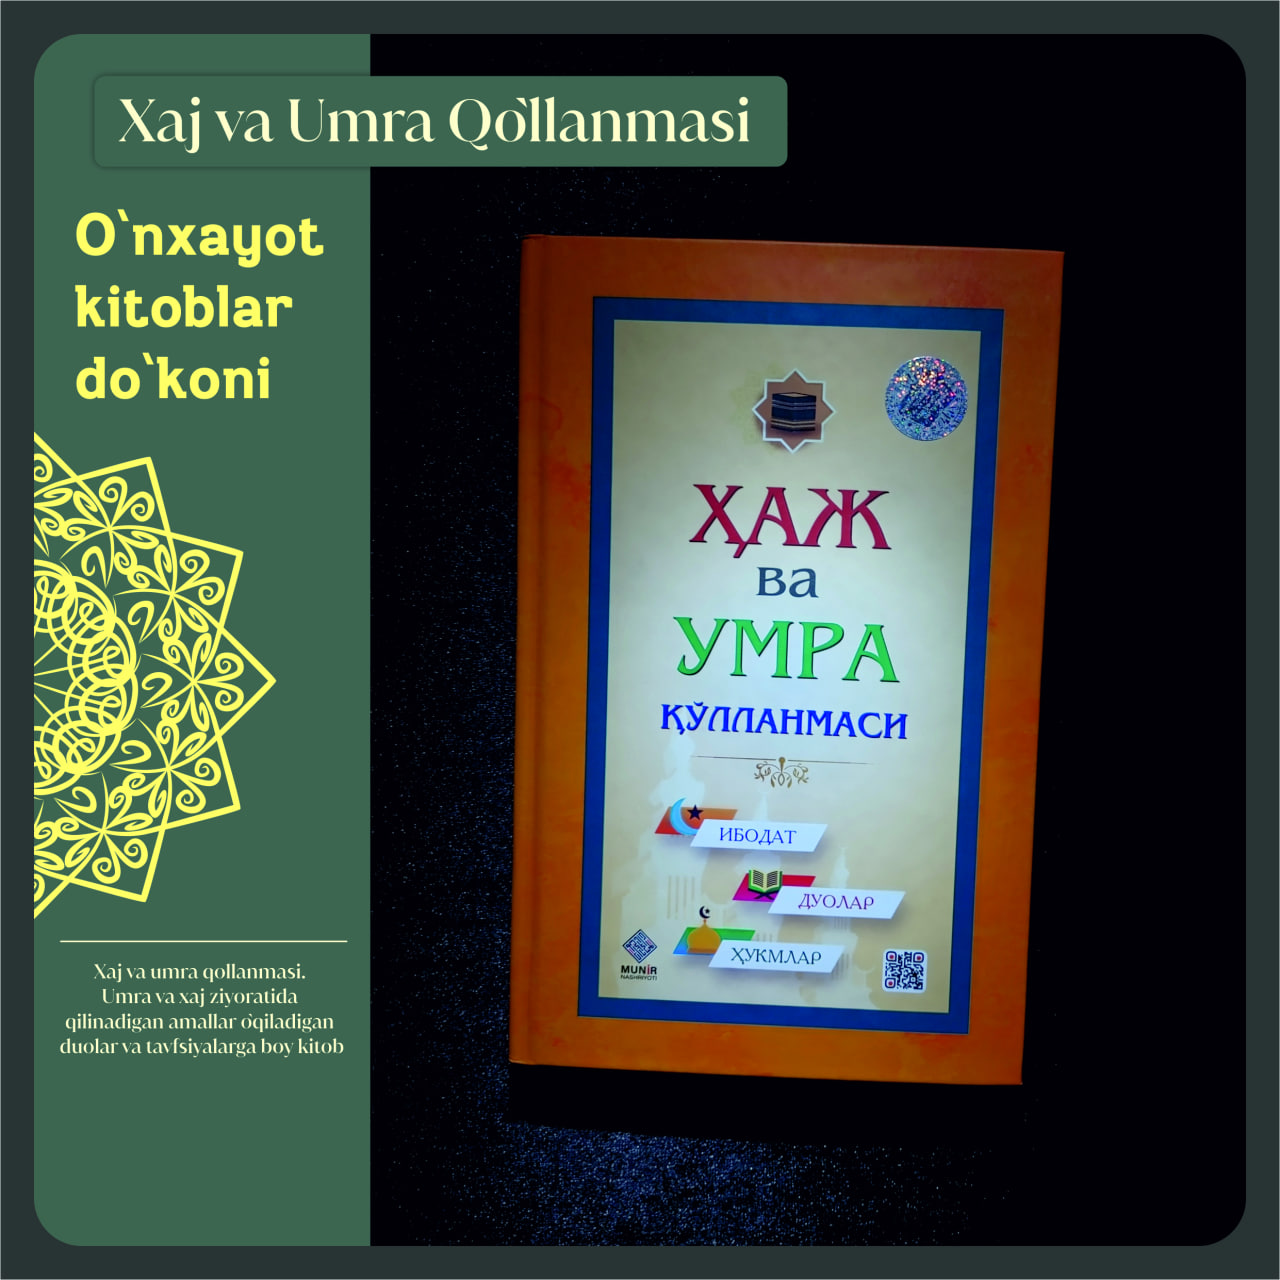 Xaj va Umra Qo`llanmasi
O`nxayot
kitoblar
do`koni
Xaj va umra qollanmasi.
Umra va xaj ziyoratida
qilinadigan amallar o`qiladigan
duolar va tavfsiyalarga boy kitob
ҲАЖ
ва
УМРА
ҚЎЛЛАНМАСИ
ИБОДАТ
ДУОЛАР
ҲУКМЛАР
MUNIR
NASHRIYOTI